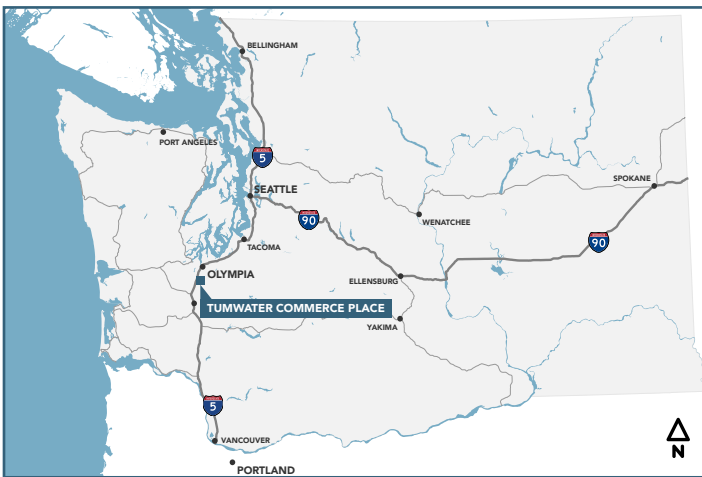 BELLINGHAM
PORT ANGELES
5
SEATTLE
SPOKANE
90
WENATCHEE
TACOMA
90
OLYMPIA
ELLENSBURG
TUMWATER COMMERCE PLACE
YAKIMA
5
VANCOUVER
N
PORTLAND